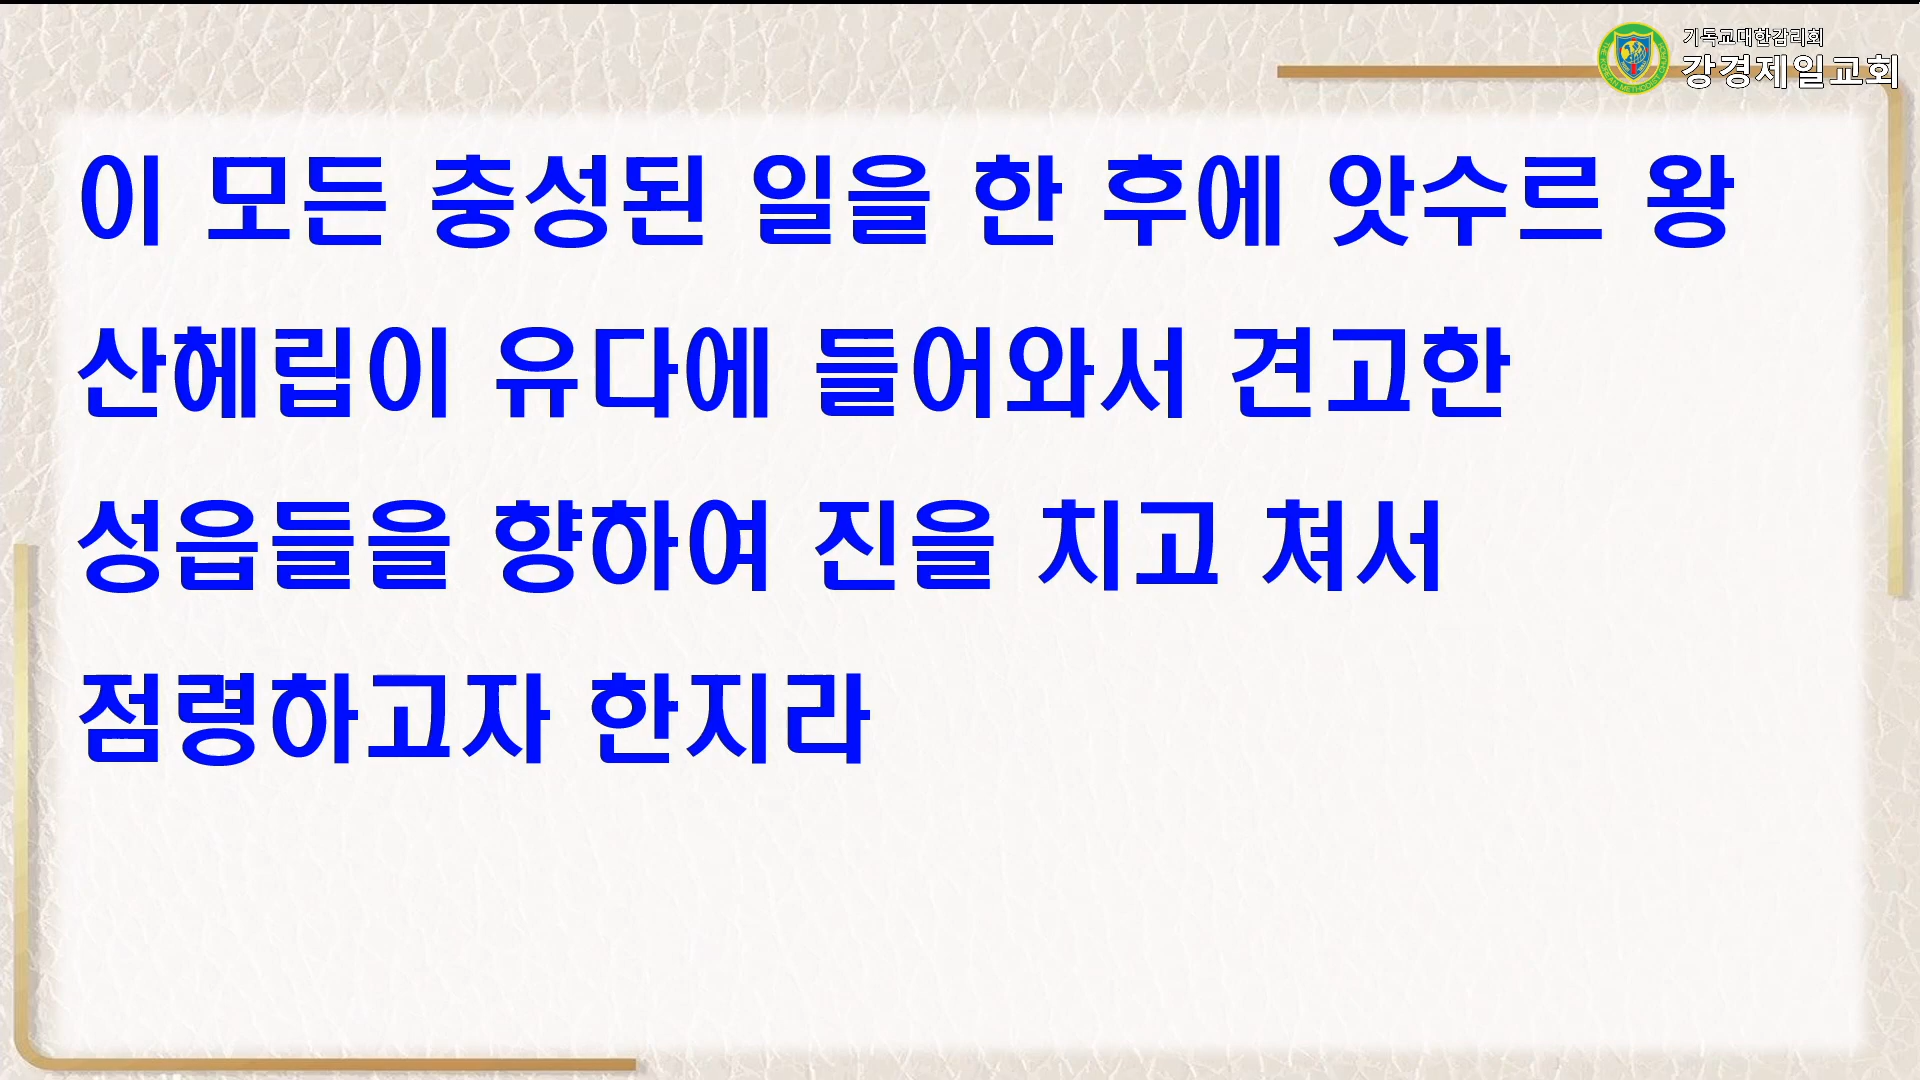 기독교대한감리회
강경제일교회
이 모든 충성된 일을 한 후에 앗수르 왕
산헤립이 유다에 들어와서 견고한
성읍들을 향하여 진을 치고 쳐서
점령하고자 한지라